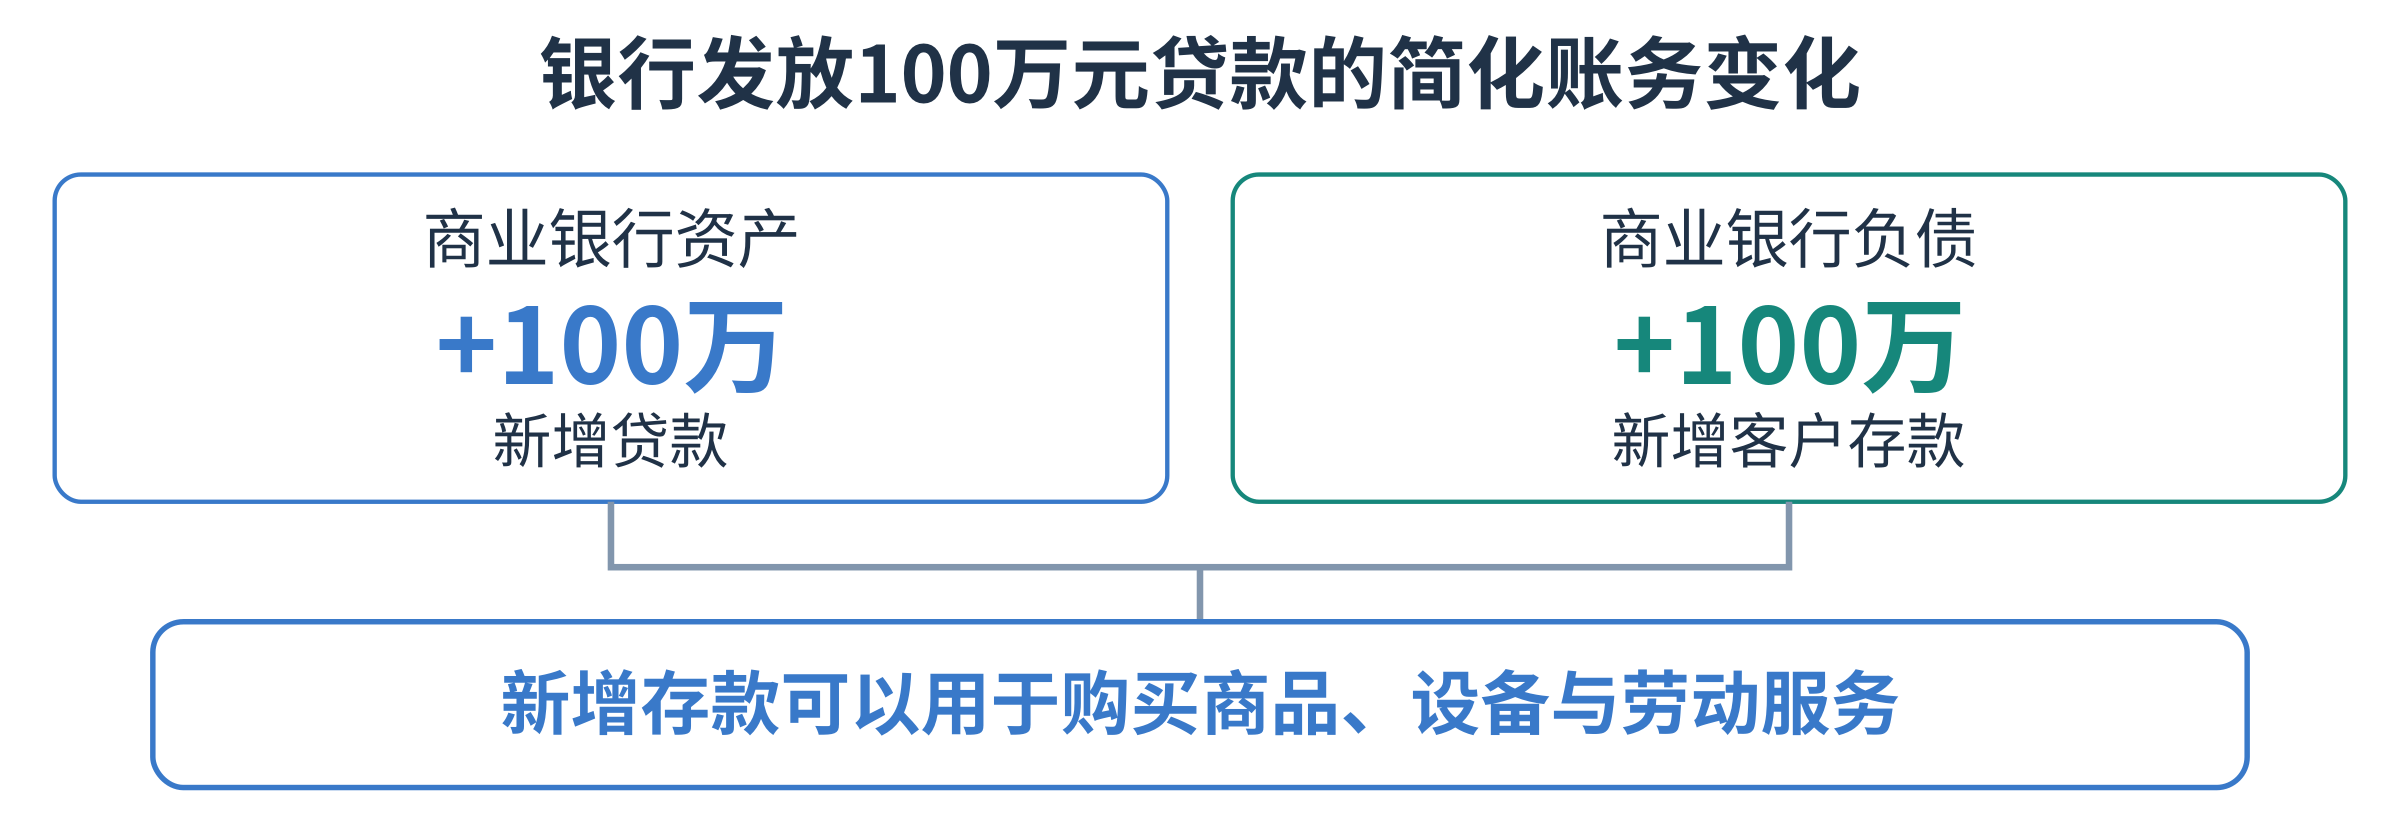 银行发放100万元贷款的简化账务变化
商业银行资产
+100万
新增贷款
商业银行负债
+100万
新增客户存款
新增存款可以用于购买商品、设备与劳动服务